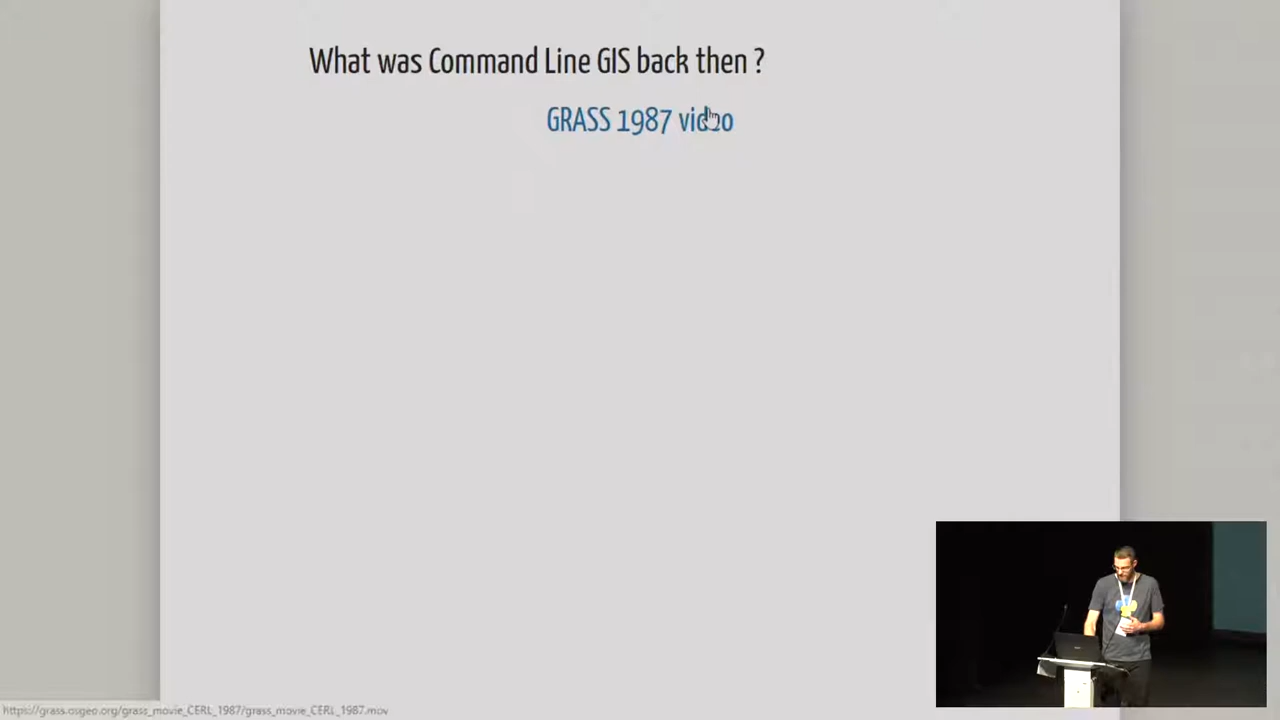 What was Command Line GIS back then ?
GRASS 1987 video
https://grass.osgeo.org/grass_movie_CERL_1987/grass_movie_CERL_1987.mov